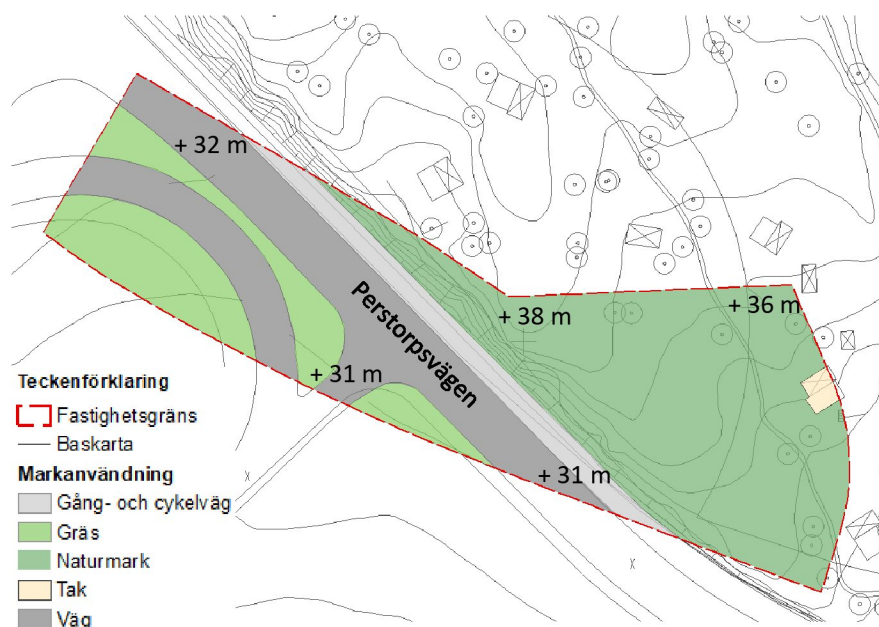 + 32 m
+ 38 m
+ 36 m
Perstorpsvägen
+ 31 m
+ 31 m
Teckenförklaring
Fastighetsgräns
Baskarta
Markanvändning
Gång- och cykelväg
Gräs
Naturmark
Tak
Väg